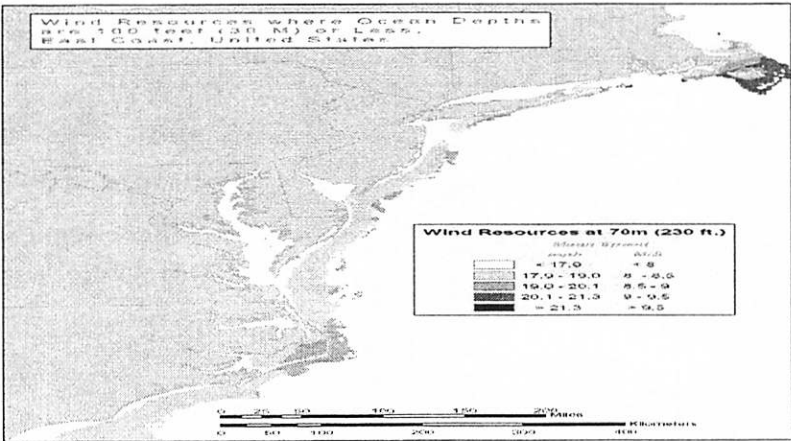 Wind Resources where Ocean Depths
are 100 feet (30 M) or Less,
East Coast, United States
Wind Resources at 70m (230 ft.)
< 17.9 < 8
17.9 - 19.0 8 - 8.5
19.0 - 20.1 8.5 - 9
20.1 - 21.3 9 - 9.5
> 21.3 > 9.5
0 25 50 100 150 200
Miles
Kilometers
0 50 100 200 300 400